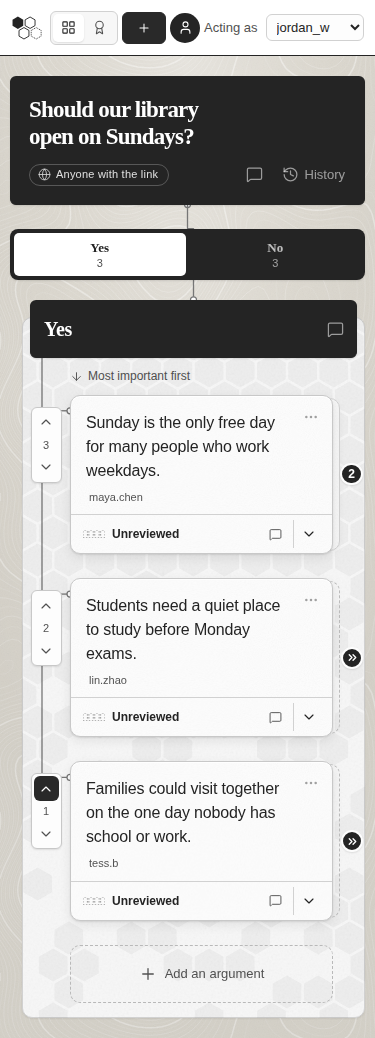 Acting as jordan_w
Should our library
open on Sundays?
Anyone with the link
History
Yes
3
No
3
Yes
Most important first
3
Sunday is the only free day
for many people who work
weekdays.
maya.chen
Unreviewed
2
2
Students need a quiet place
to study before Monday
exams.
lin.zhao
Unreviewed
1
Families could visit together
on the one day nobody has
school or work.
tess.b
Unreviewed
Add an argument